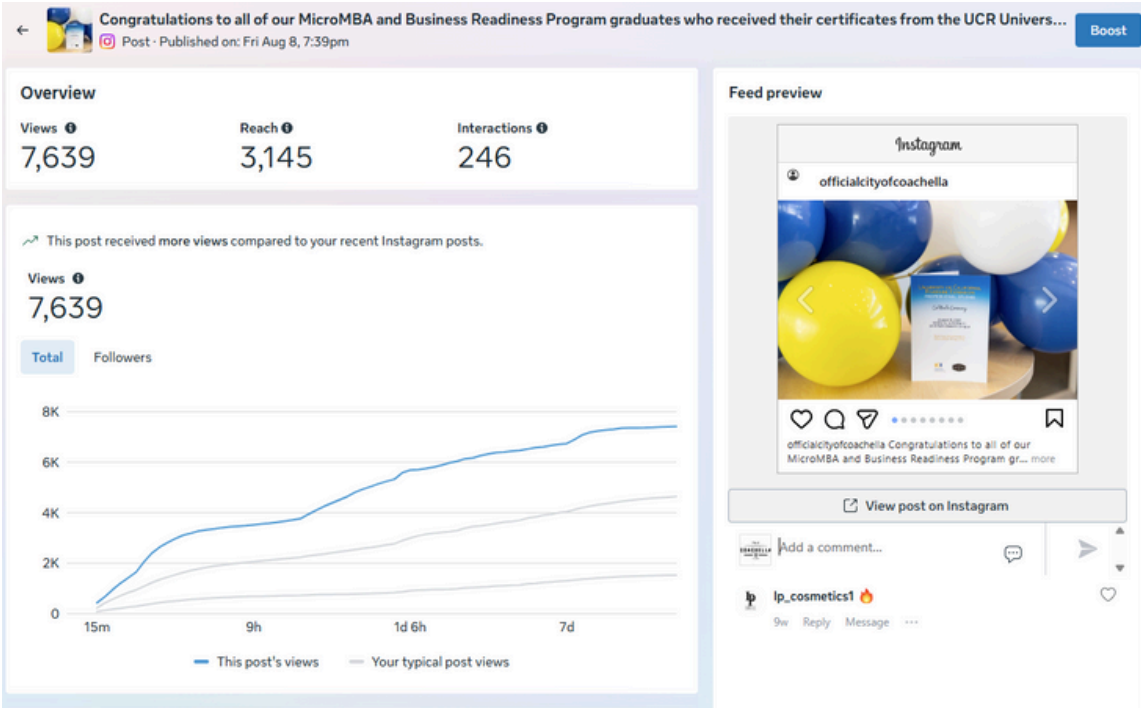 Congratulations to all of our MicroMBA and Business Readiness Program graduates who received their certificates from the UCR Univers...
Post · Published on: Fri Aug 8, 7:39pm
Boost
Overview
Views
Reach
Interactions
7,639
3,145
246
This post received more views compared to your recent Instagram posts.
Views
7,639
Total
Followers
8K
6K
4K
2K
0
15m
9h
1d 6h
7d
This post's views
Your typical post views
Feed preview
Instagram
officialcityofcoachella
officialcityofcoachella Congratulations to all of our
MicroMBA and Business Readiness Program gr... more
View post on Instagram
COACHELLA
Add a comment...
lp
lp_cosmetics1 🔥
9w Reply Message ···